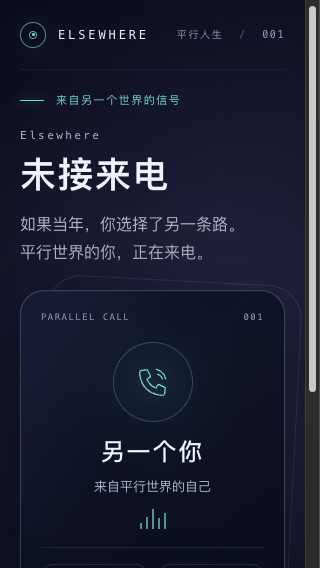 ELSEWHERE 平行人生 / 001
来自另一个世界的信号
Elsewhere
未接来电
如果当年，你选择了另一条路。
平行世界的你，正在来电。
PARALLEL CALL 001
另一个你
来自平行世界的自己